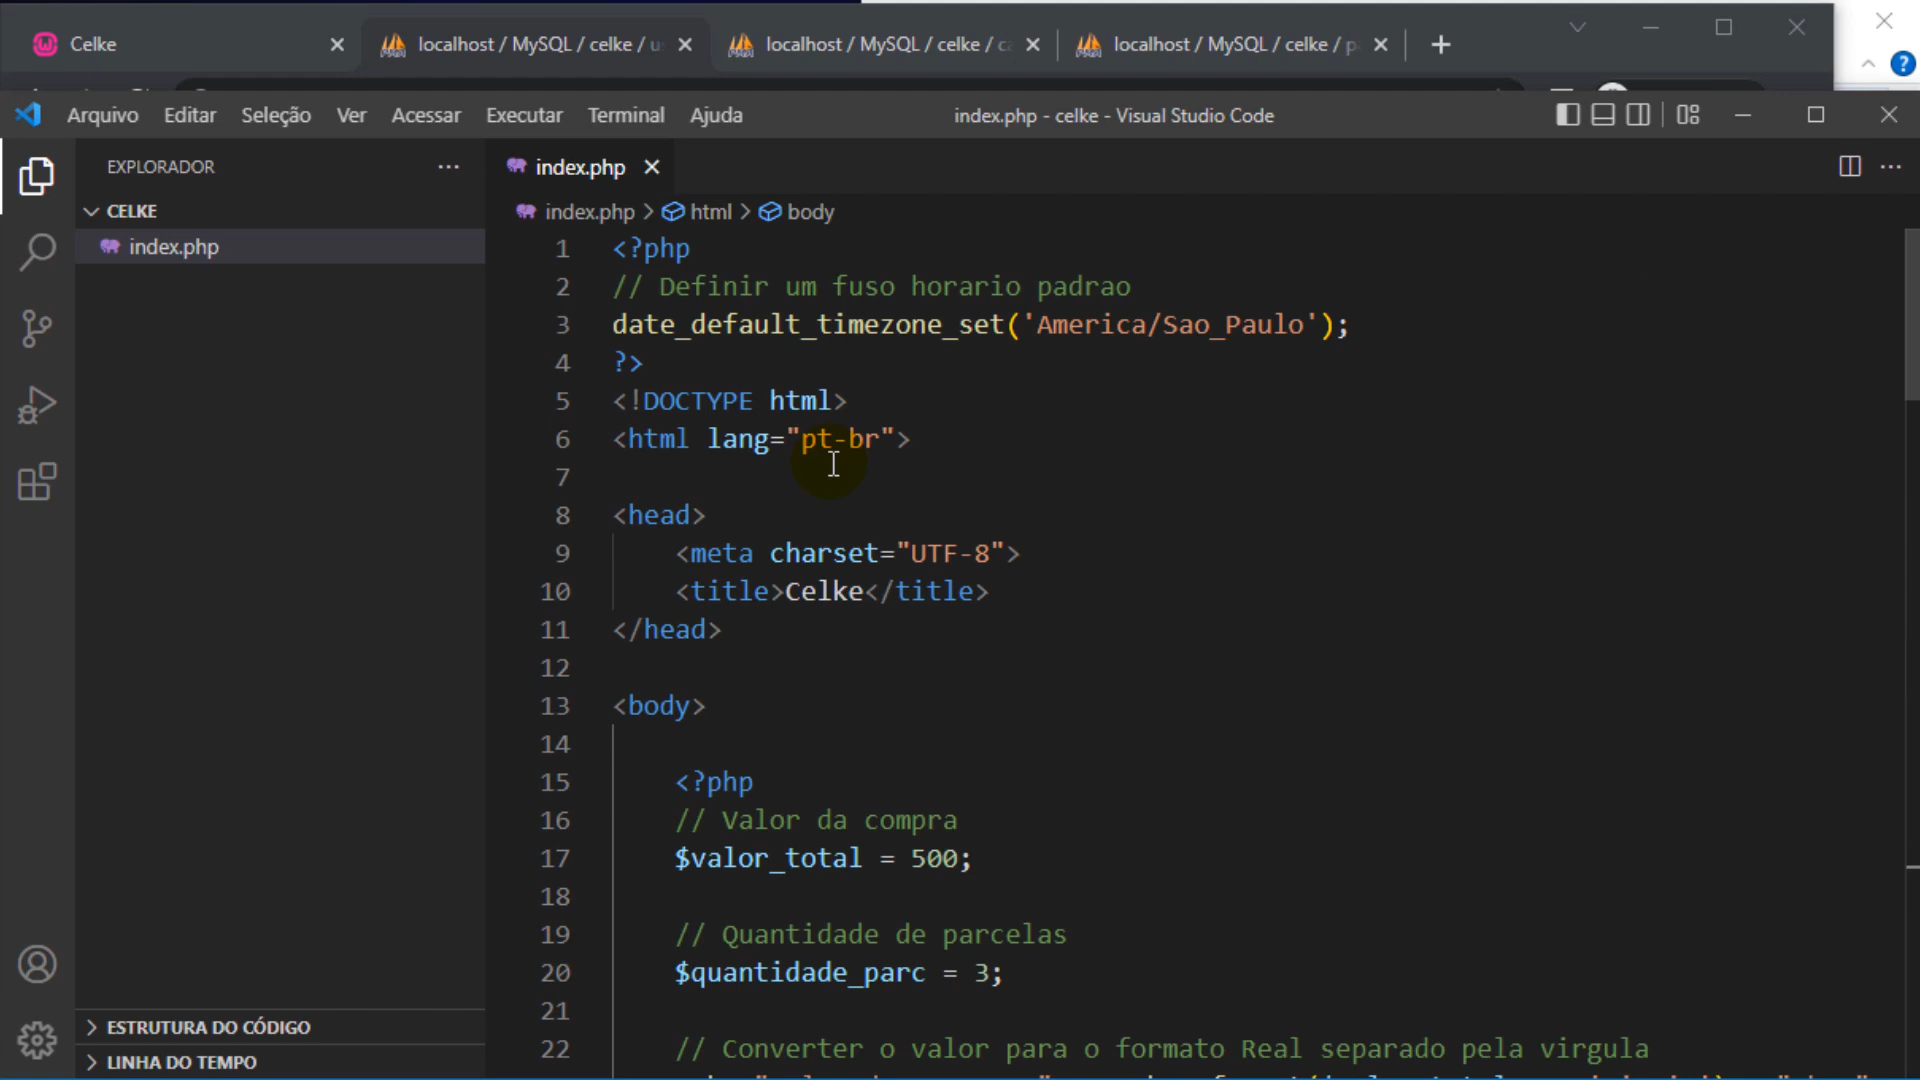 Celke
localhost / MySQL / celke / us
localhost / MySQL / celke / ca
localhost / MySQL / celke / p
Arquivo Editar Seleção Ver Acessar Executar Terminal Ajuda
index.php - celke - Visual Studio Code
EXPLORADOR
CELKE
index.php
ESTRUTURA DO CÓDIGO
LINHA DO TEMPO
index.php
index.php > html > body
1 <?php
2 // Definir um fuso horario padrao
3 date_default_timezone_set('America/Sao_Paulo');
4 ?>
5 <!DOCTYPE html>
6 <html lang="pt-br">
7
8 <head>
9 <meta charset="UTF-8">
10 <title>Celke</title>
11 </head>
12
13 <body>
14
15 <?php
16 // Valor da compra
17 $valor_total = 500;
18
19 // Quantidade de parcelas
20 $quantidade_parc = 3;
21
22 // Converter o valor para o formato Real separado pela virgula